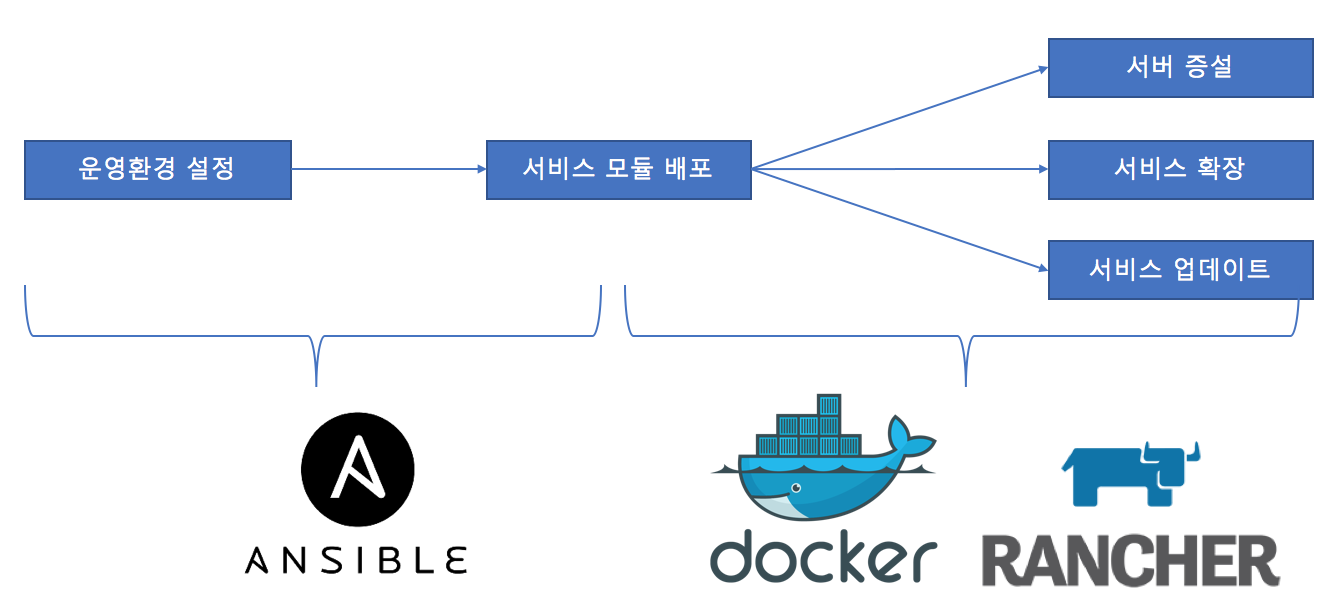 서버 증설
운영환경 설정
서비스 모듈 배포
서비스 확장
서비스 업데이트
ANSIBLE
docker
RANCHER